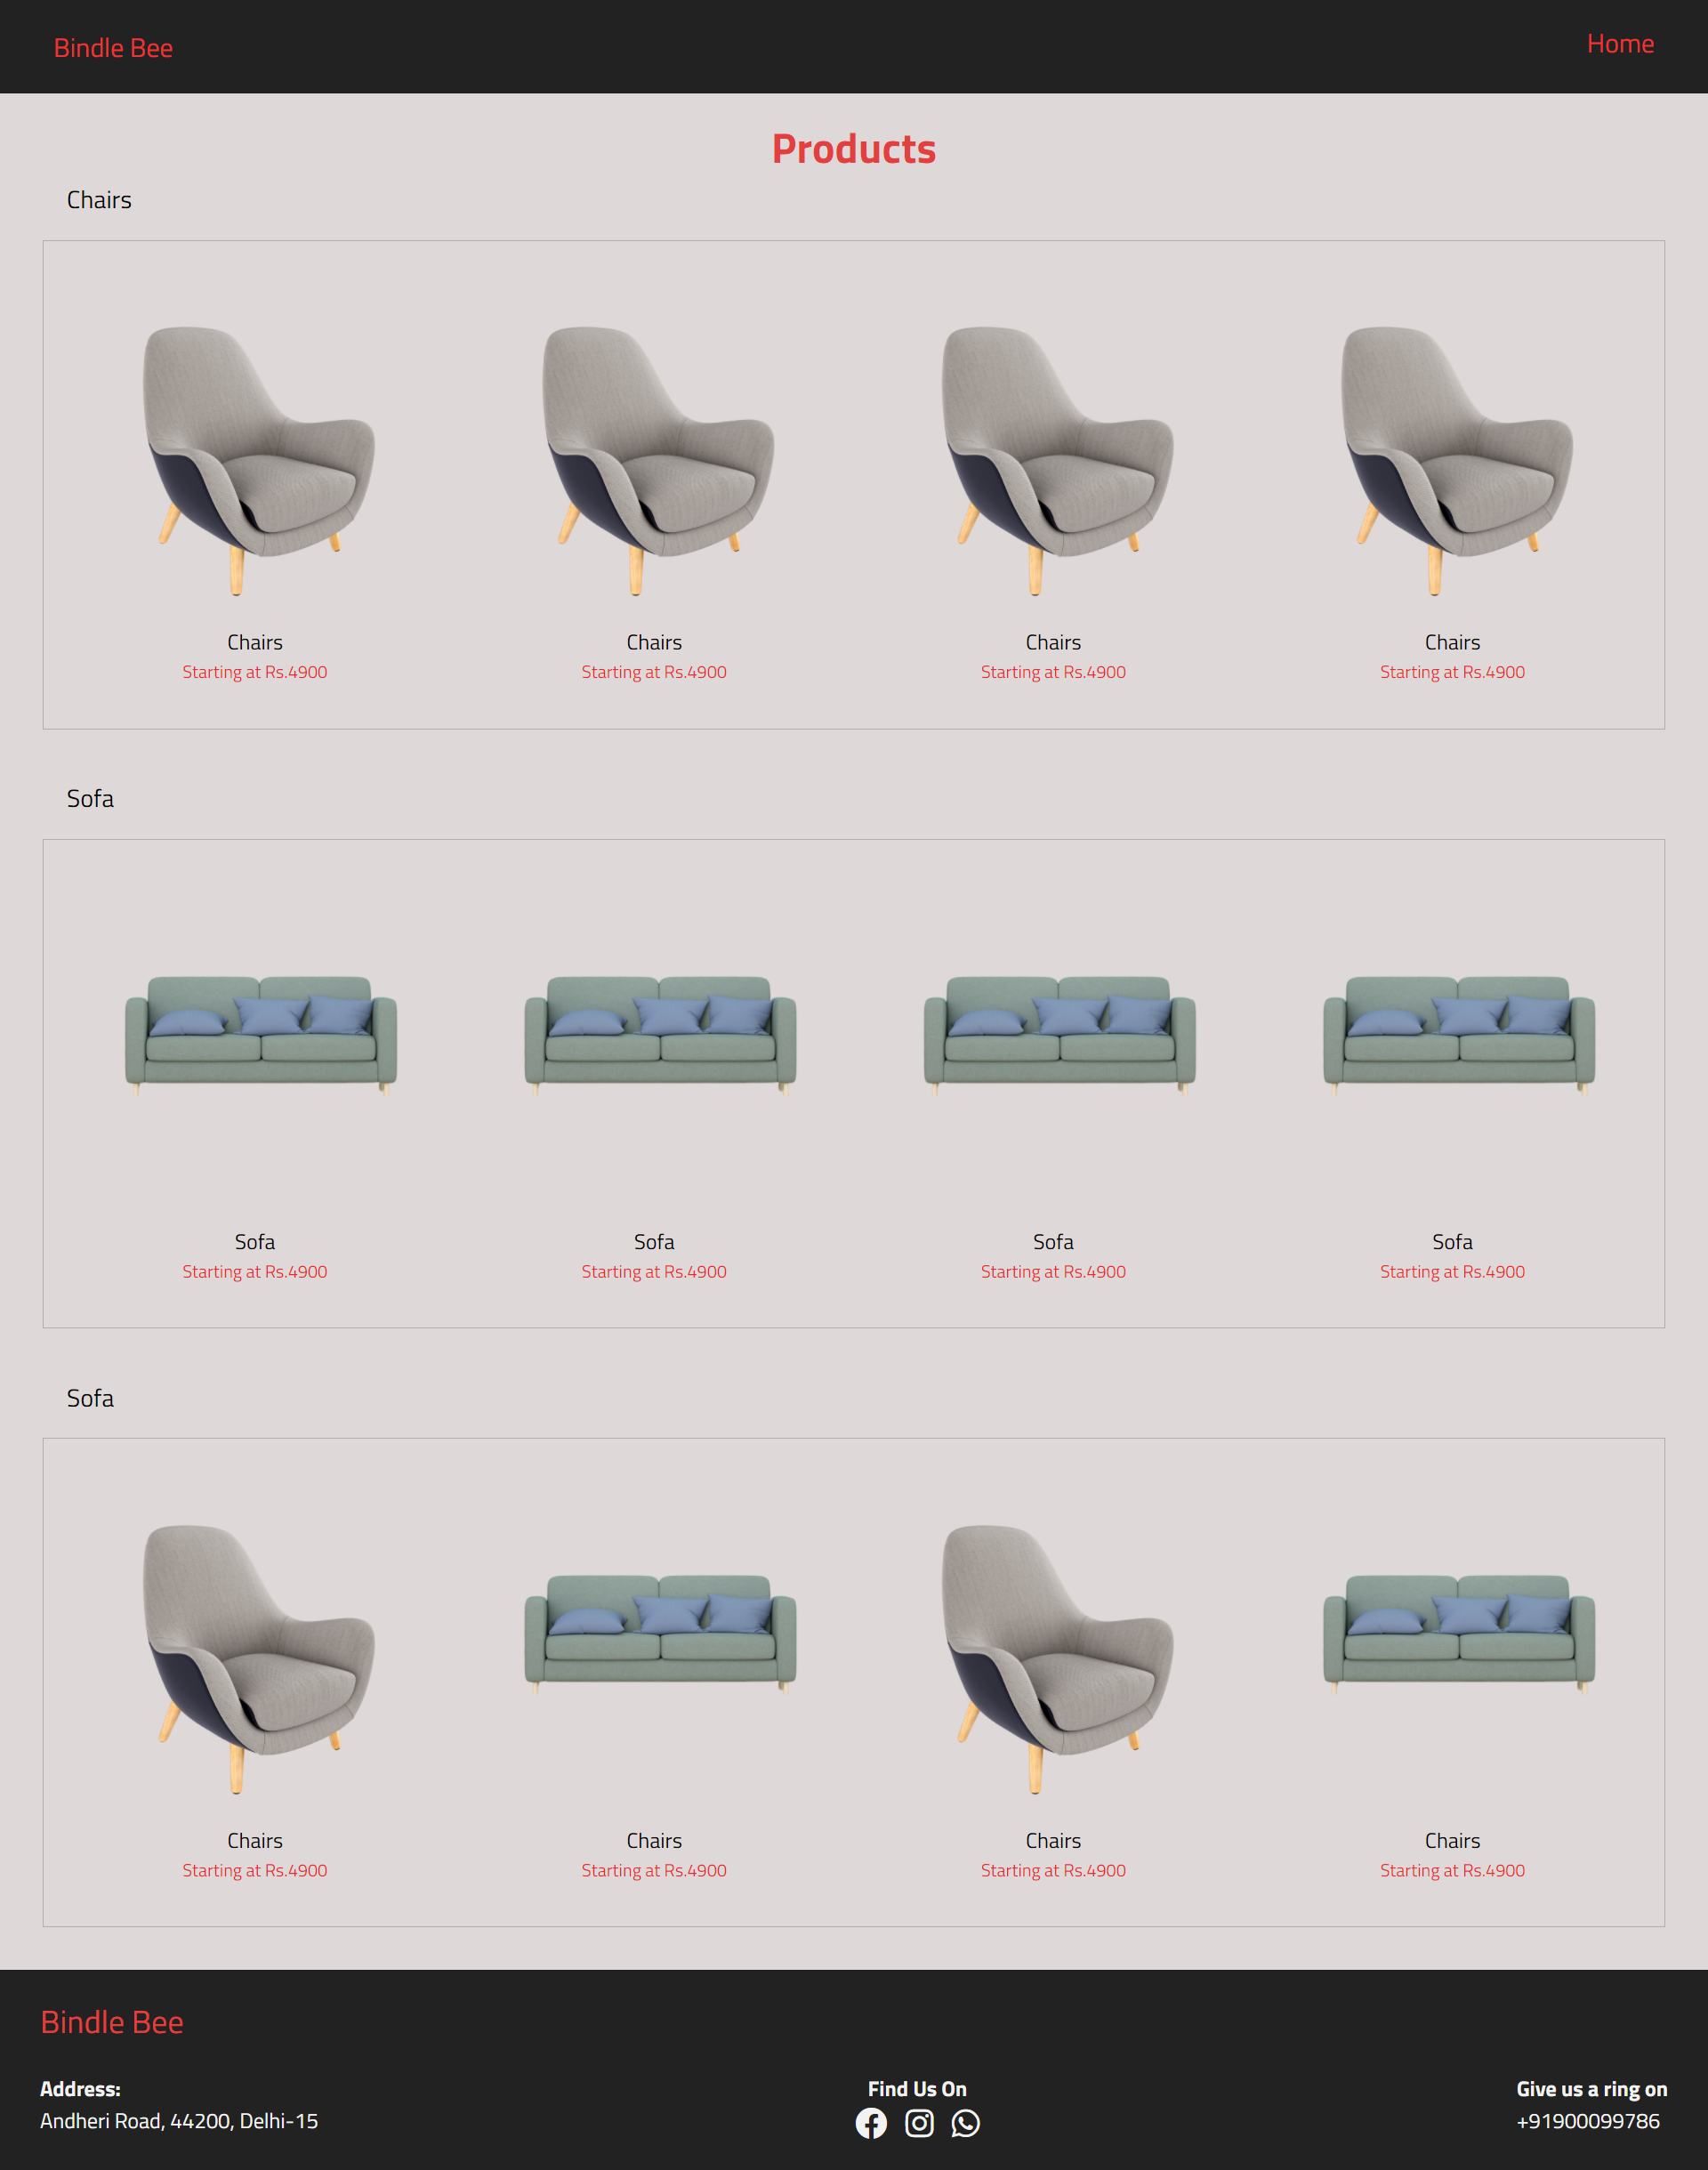 Bindle Bee
Home
Products
Chairs
Chairs Chairs Chairs Chairs
Starting at Rs.4900 Starting at Rs.4900 Starting at Rs.4900 Starting at Rs.4900
Sofa
Sofa Sofa Sofa Sofa
Starting at Rs.4900 Starting at Rs.4900 Starting at Rs.4900 Starting at Rs.4900
Sofa
Chairs Chairs Chairs Chairs
Starting at Rs.4900 Starting at Rs.4900 Starting at Rs.4900 Starting at Rs.4900
Bindle Bee
Address:
Andheri Road, 44200, Delhi-15
Find Us On
Give us a ring on
+91900099786